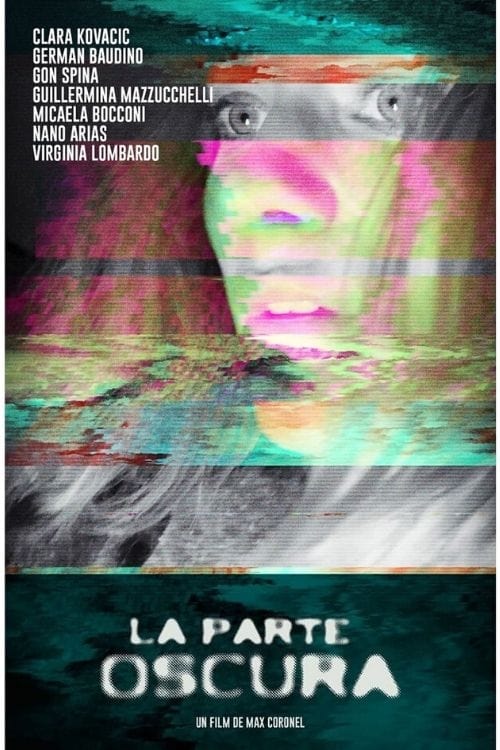 CLARA KOVACIC
GERMAN BAUDINO
GON SPINA
GUILLERMINA MAZZUCCHELLI
MICAELA BOCCONI
NANO ARIAS
VIRGINIA LOMBARDO
LA PARTE
OSCURA
UN FILM DE MAX CORONEL